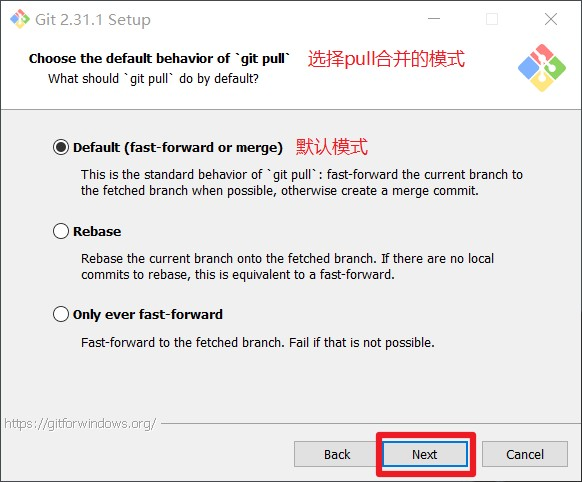 Git 2.31.1 Setup
Choose the default behavior of `git pull` 选择pull合并的模式
What should `git pull` do by default?
Default (fast-forward or merge) 默认模式
This is the standard behavior of `git pull`: fast-forward the current branch to
the fetched branch when possible, otherwise create a merge commit.
Rebase
Rebase the current branch onto the fetched branch. If there are no local
commits to rebase, this is equivalent to a fast-forward.
Only ever fast-forward
Fast-forward to the fetched branch. Fail if that is not possible.
https://gitforwindows.org/
Back Next Cancel